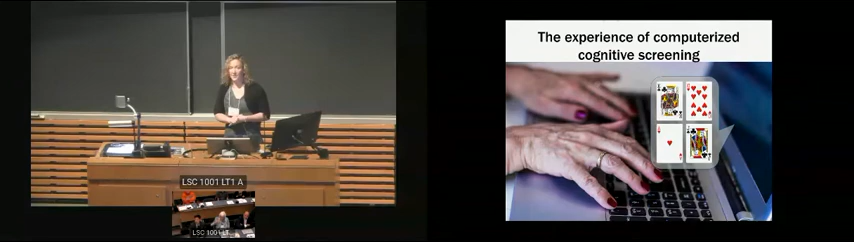 The experience of computerized
cognitive screening
LSC 1001 LT1 A